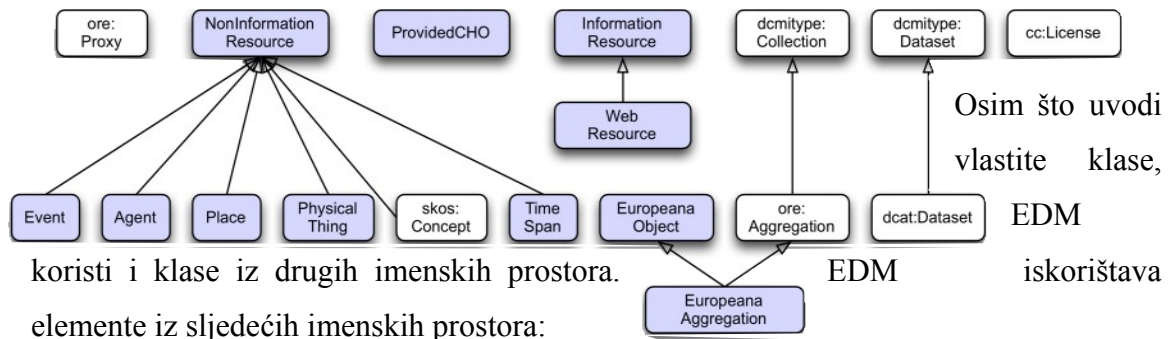 ore:
Proxy
NonInformation
Resource
ProvidedCHO
Information
Resource
dcmitype:
Collection
dcmitype:
Dataset
cc:License
Web
Resource
Event
Agent
Place
Physical
Thing
skos:
Concept
Time
Span
Europeana
Object
ore:
Aggregation
dcat:Dataset
Europeana
Aggregation
Osim što uvodi
vlastite klase,
EDM
koristi i klase iz drugih imenskih prostora. EDM iskorištava
elemente iz sljedećih imenskih prostora: